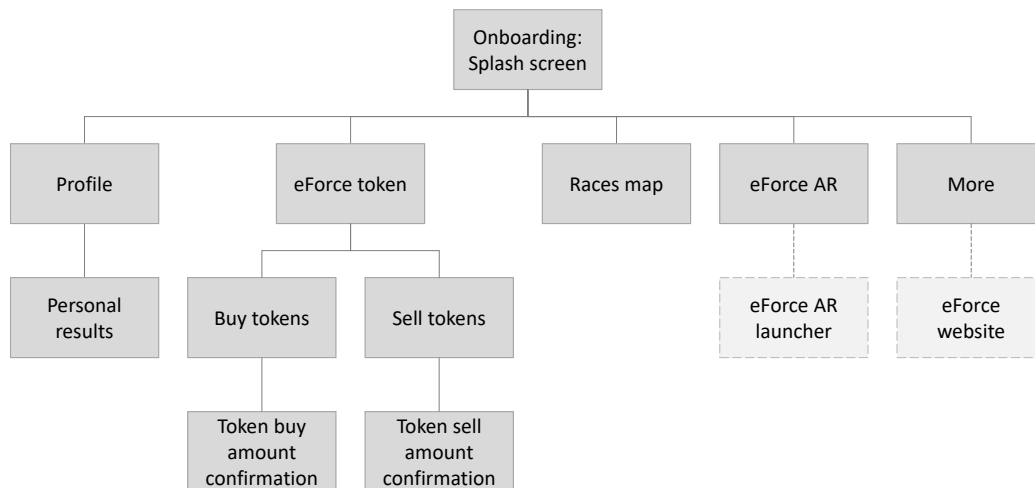 Onboarding:
Splash screen
Profile
eForce token
Races map
eForce AR
More
Personal
results
Buy tokens
Sell tokens
eForce AR
launcher
eForce
website
Token buy
amount
confirmation
Token sell
amount
confirmation